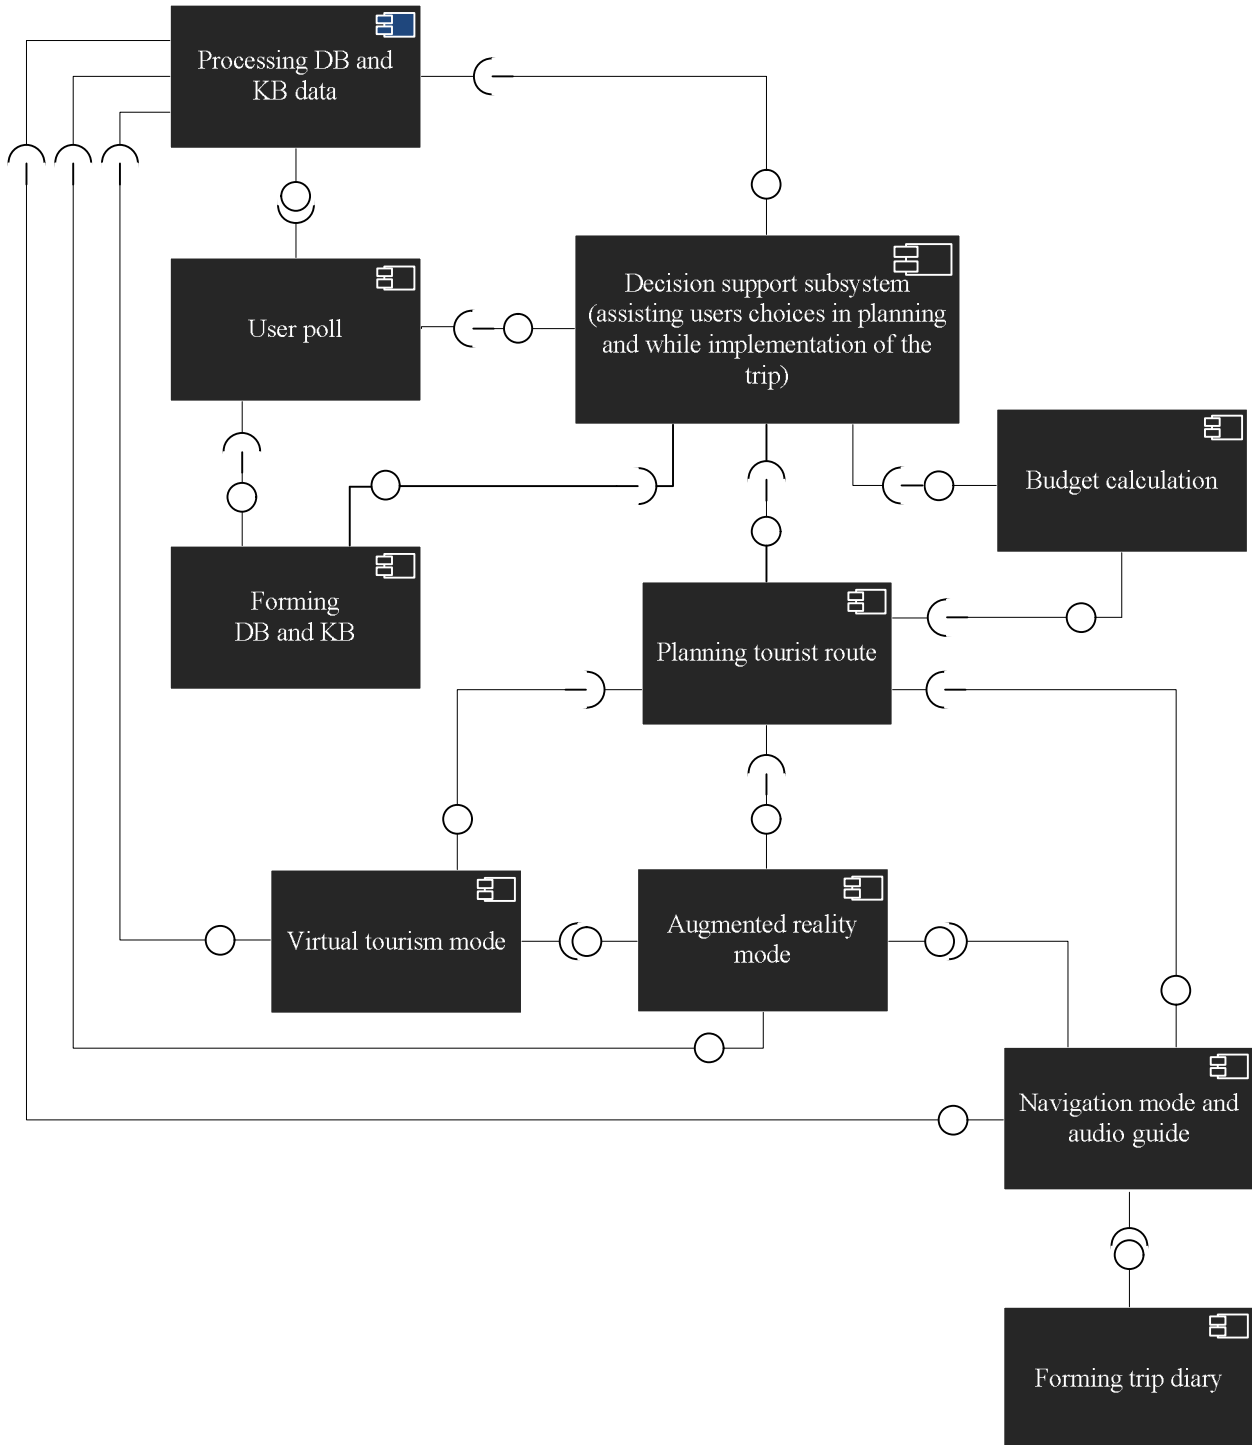 Processing DB and
KB data
Decision support subsystem
(assisting users choices in planning
and while implementation of the
trip)
User poll
Budget calculation
Forming
DB and KB
Planning tourist route
Virtual tourism mode
Augmented reality
mode
Navigation mode and
audio guide
Forming trip diary